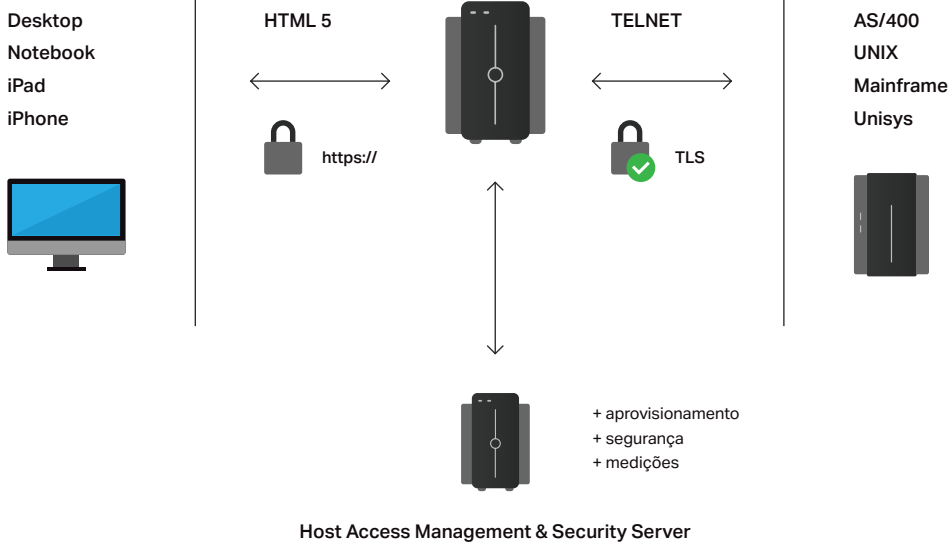 Desktop
Notebook
iPad
iPhone
HTML 5
https://
TELNET
TLS
AS/400
UNIX
Mainframe
Unisys
+ aprovisionamento
+ segurança
+ medições
Host Access Management & Security Server